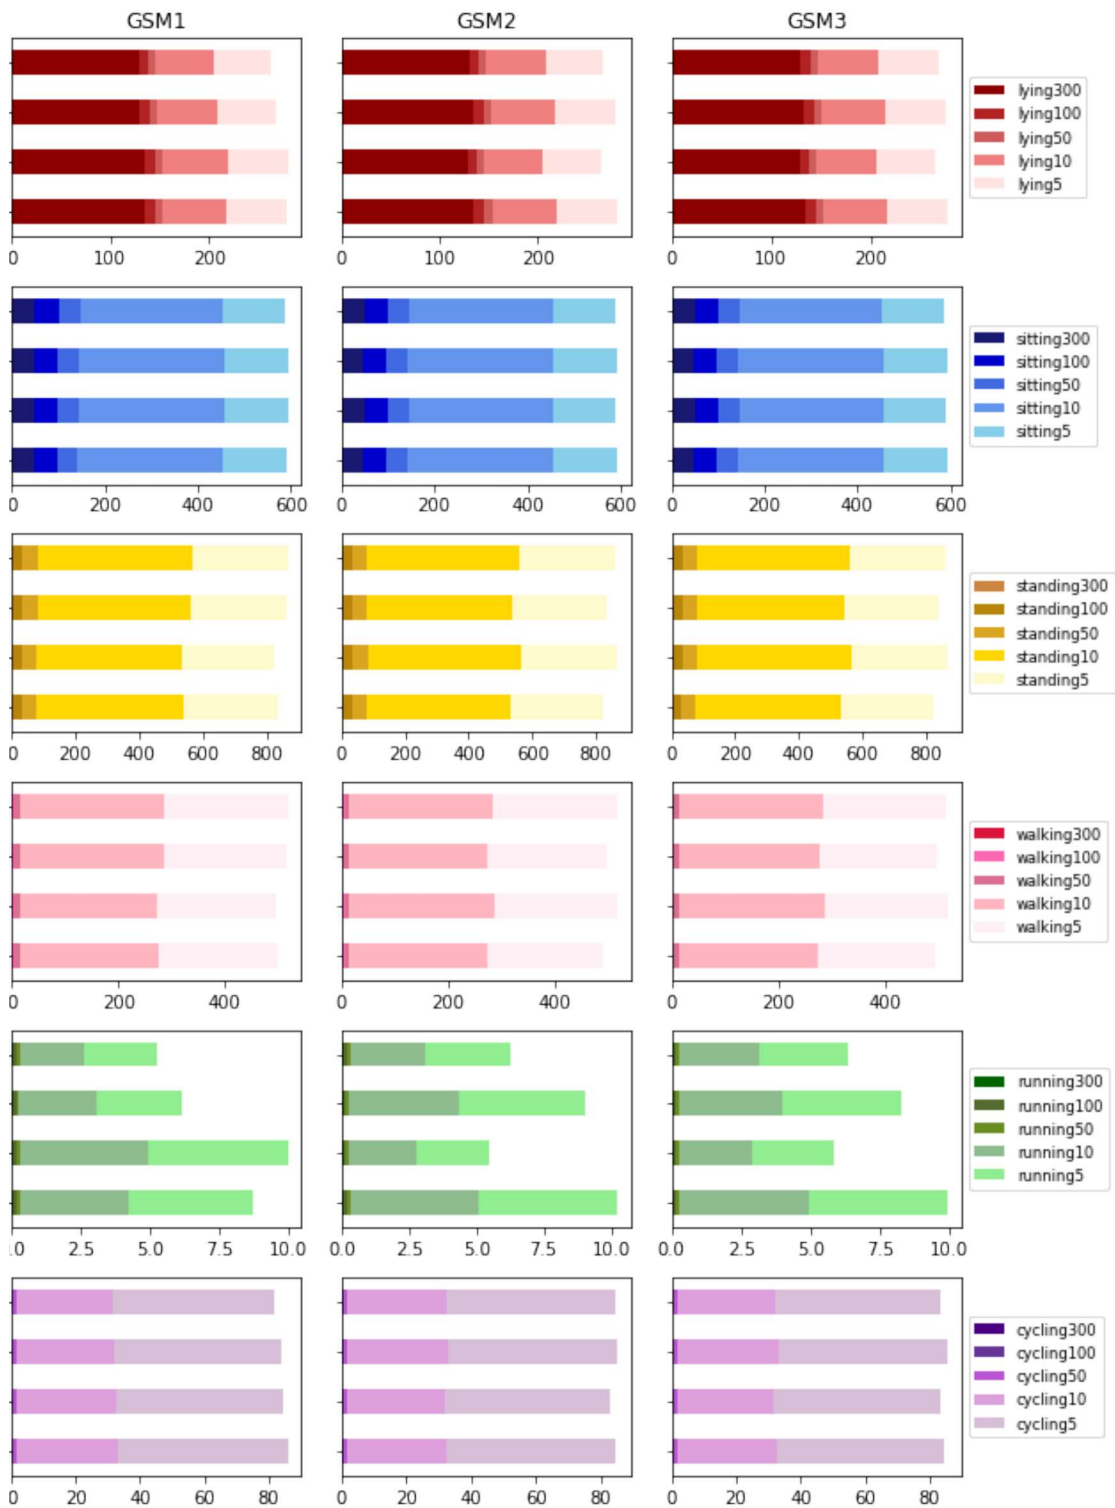 GSM1 GSM2 GSM3
lying300
lying100
lying50
lying10
lying5
0 100 200 0 100 200 0 100 200
sitting300
sitting100
sitting50
sitting10
sitting5
0 200 400 600 0 200 400 600 0 200 400 600
standing300
standing100
standing50
standing10
standing5
0 200 400 600 800 0 200 400 600 800 0 200 400 600 800
walking300
walking100
walking50
walking10
walking5
0 200 400 0 200 400 0 200 400
running300
running100
running50
running10
running5
.0 2.5 5.0 7.5 10.0 0.0 2.5 5.0 7.5 10.0 0.0 2.5 5.0 7.5 10.0
cycling300
cycling100
cycling50
cycling10
cycling5
0 20 40 60 80 0 20 40 60 80 0 20 40 60 80